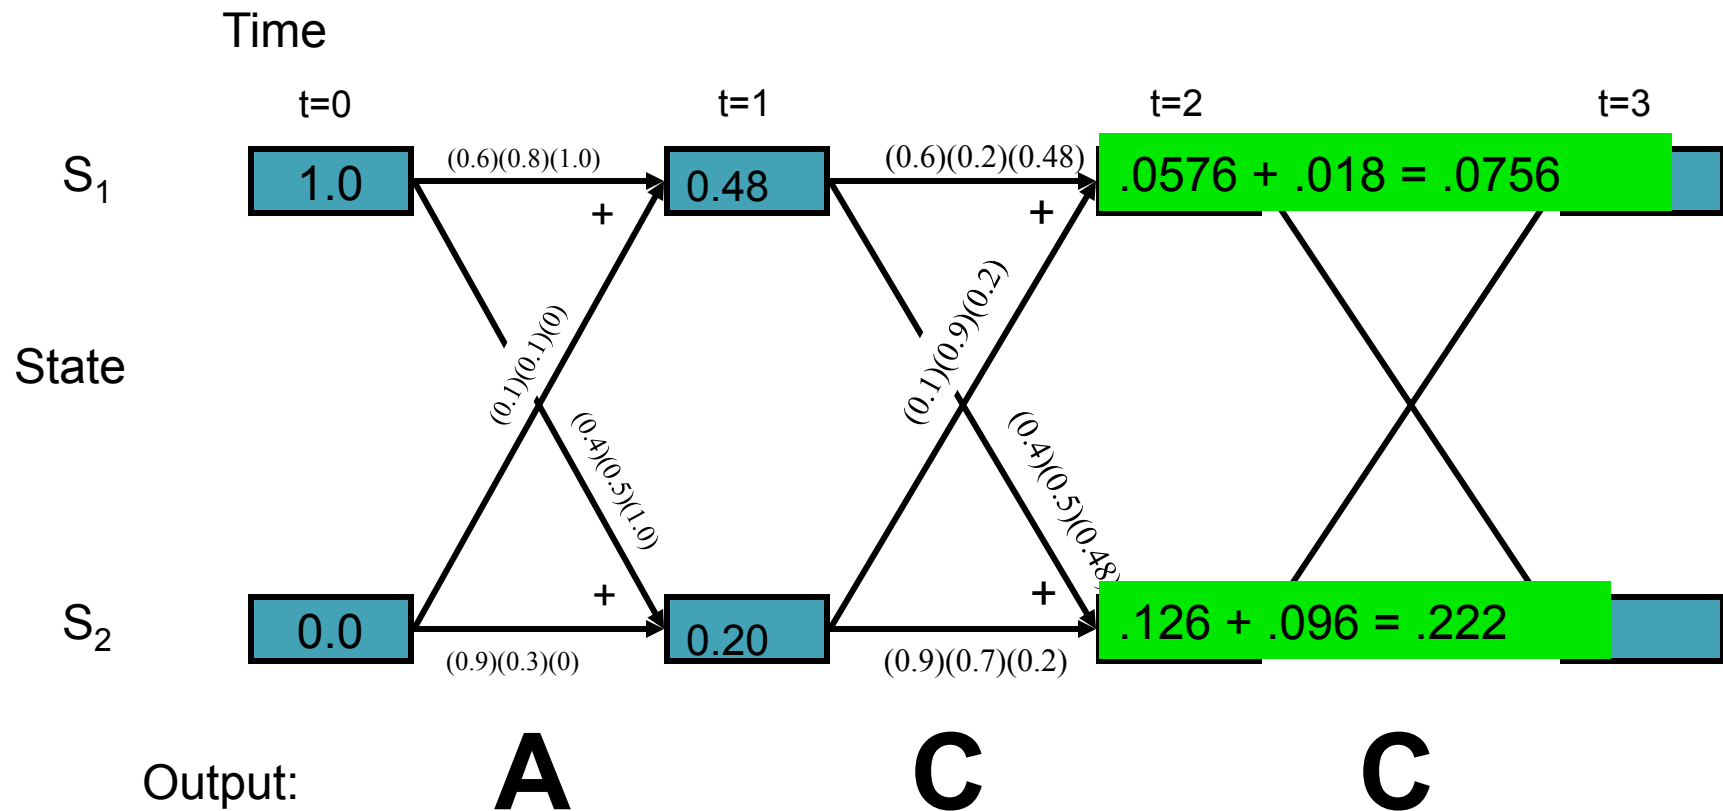 Time
t=0 t=1 t=2 t=3
S1 1.0 (0.6)(0.8)(1.0) 0.48 (0.6)(0.2)(0.48) .0576 + .018 = .0756
+ +
(0.1)(0.1)(0) (0.1)(0.9)(0.2)
State
(0.4)(0.5)(1.0) (0.4)(0.5)(0.48)
+ +
S2 0.0 0.20 .126 + .096 = .222
(0.9)(0.3)(0) (0.9)(0.7)(0.2)
Output: A C C